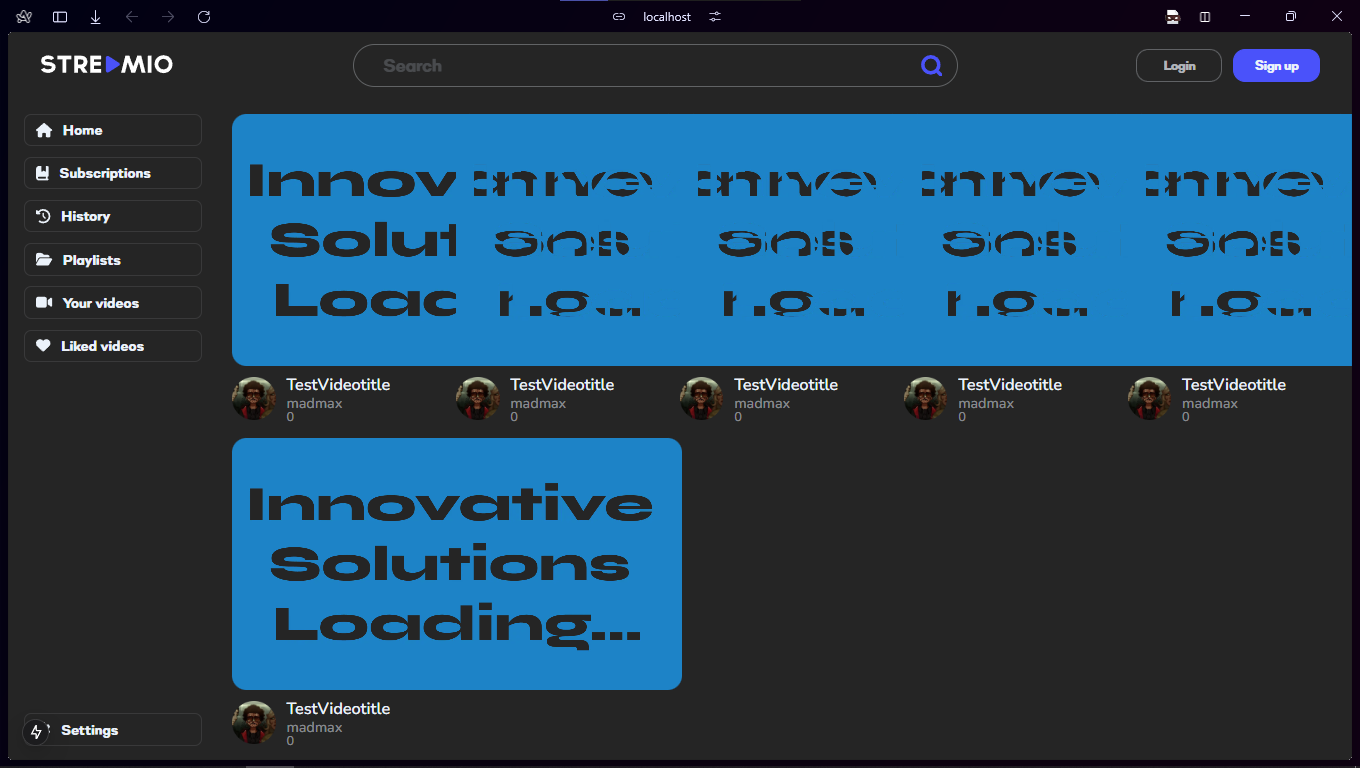 localhost
STREMIO
Search
Login
Sign up
Home
Subscriptions
History
Playlists
Your videos
Liked videos
Settings
Innov
Solut
Loac
TestVideotitle
madmax
0
TestVideotitle
madmax
0
TestVideotitle
madmax
0
TestVideotitle
madmax
0
TestVideotitle
madmax
0
Innovative
Solutions
Loading...
TestVideotitle
madmax
0